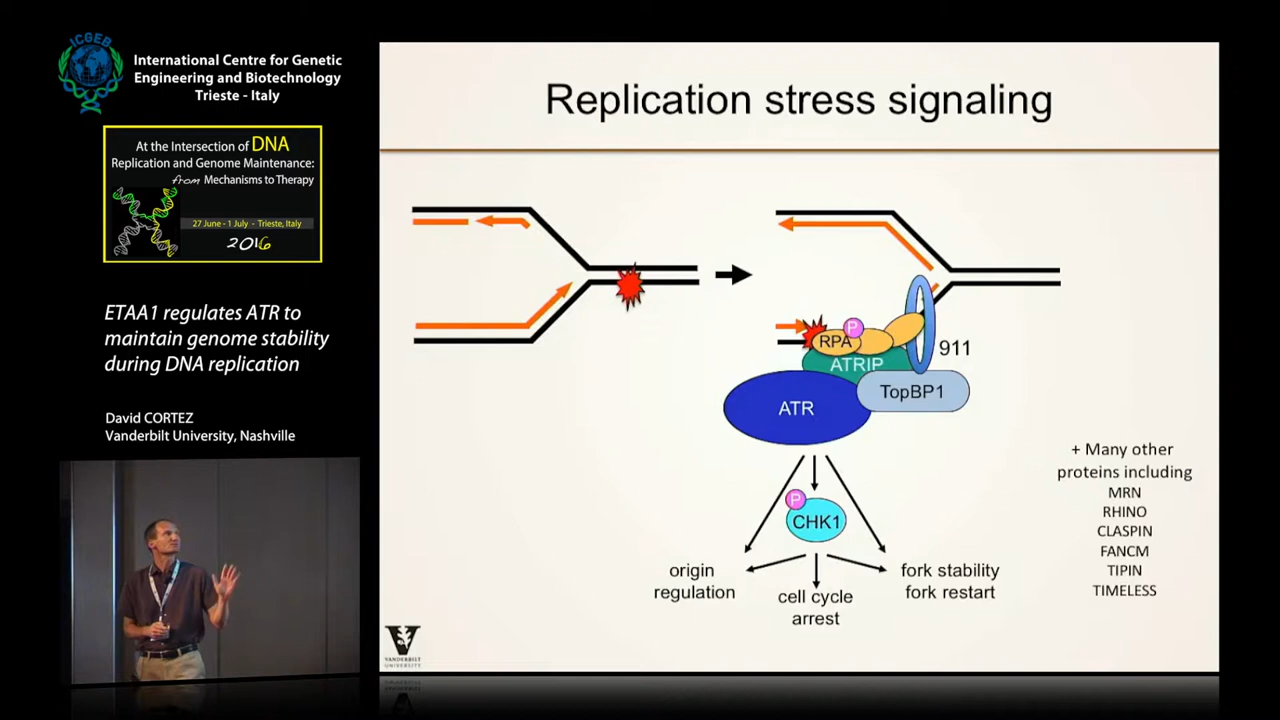 ICGEB
International Centre for Genetic
Engineering and Biotechnology
Trieste - Italy
At the Intersection of DNA
Replication and Genome Maintenance:
from Mechanisms to Therapy
27 June - 1 July - Trieste, Italy
2016
ETAA1 regulates ATR to
maintain genome stability
during DNA replication
David CORTEZ
Vanderbilt University, Nashville
Replication stress signaling
P
RPA
911
ATRIP
TopBP1
ATR
P
CHK1
origin
regulation
cell cycle
arrest
fork stability
fork restart
+ Many other
proteins including
MRN
RHINO
CLASPIN
FANCM
TIPIN
TIMELESS
VANDERBILT
UNIVERSITY